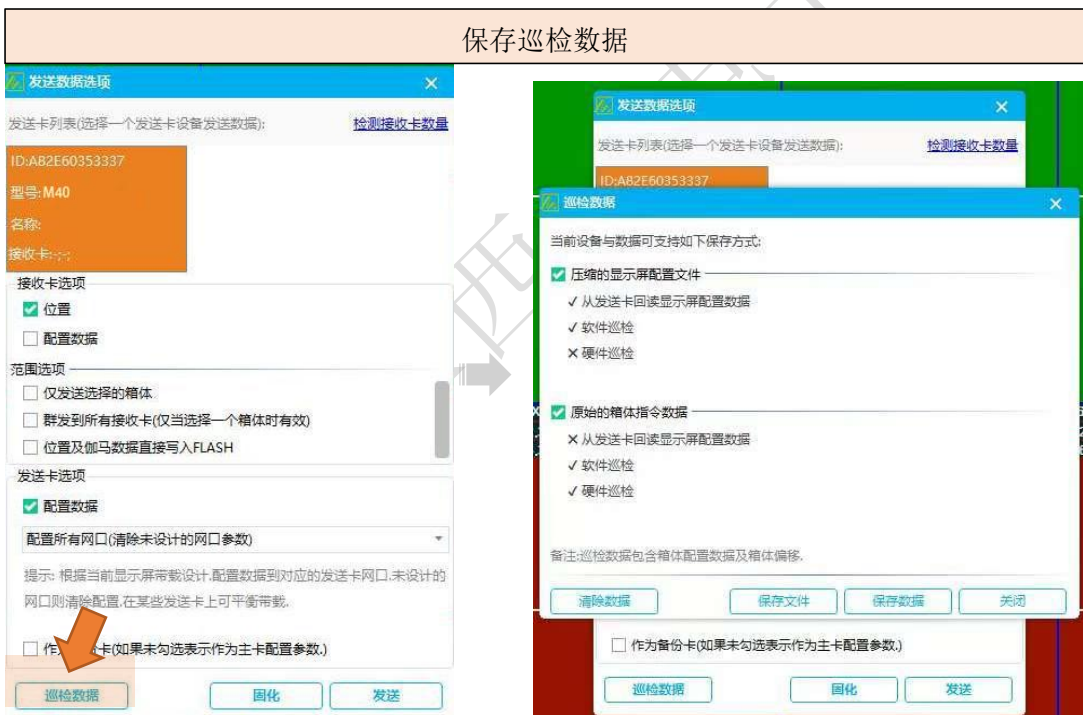 保存巡检数据
发送数据选项
发送卡列表(选择一个发送卡设备发送数据):
检测接收卡数量
ID:AB2E60353337
型号:M40
名称:
接收卡:-;-;
接收卡选项
位置
配置数据
范围选项
仅发送选择的箱体
群发到所有接收卡(仅当选择一个箱体时有效)
位置及伽马数据直接写入FLASH
发送卡选项
配置数据
配置所有网口(清除未设计的网口参数)
提示: 根据当前显示屏带载设计.配置数据到对应的发送卡网口.未设计的
网口则清除配置.在某些发送卡上可平衡带载.
卡(如果未勾选表示作为主卡配置参数.)
巡检数据
固化
发送
发送数据选项
发送卡列表(选择一个发送卡设备发送数据):
检测接收卡数量
ID:AB2E60353337
巡检数据
当前设备与数据可支持如下保存方式:
压缩的显示屏配置文件
✓ 从发送卡回读显示屏配置数据
✓ 软件巡检
✕ 硬件巡检
原始的箱体指令数据
✕ 从发送卡回读显示屏配置数据
✓ 软件巡检
✓ 硬件巡检
备注:巡检数据包含箱体配置数据及箱体偏移.
清除数据
保存文件
保存数据
关闭
作为备份卡(如果未勾选表示作为主卡配置参数.)
巡检数据
固化
发送